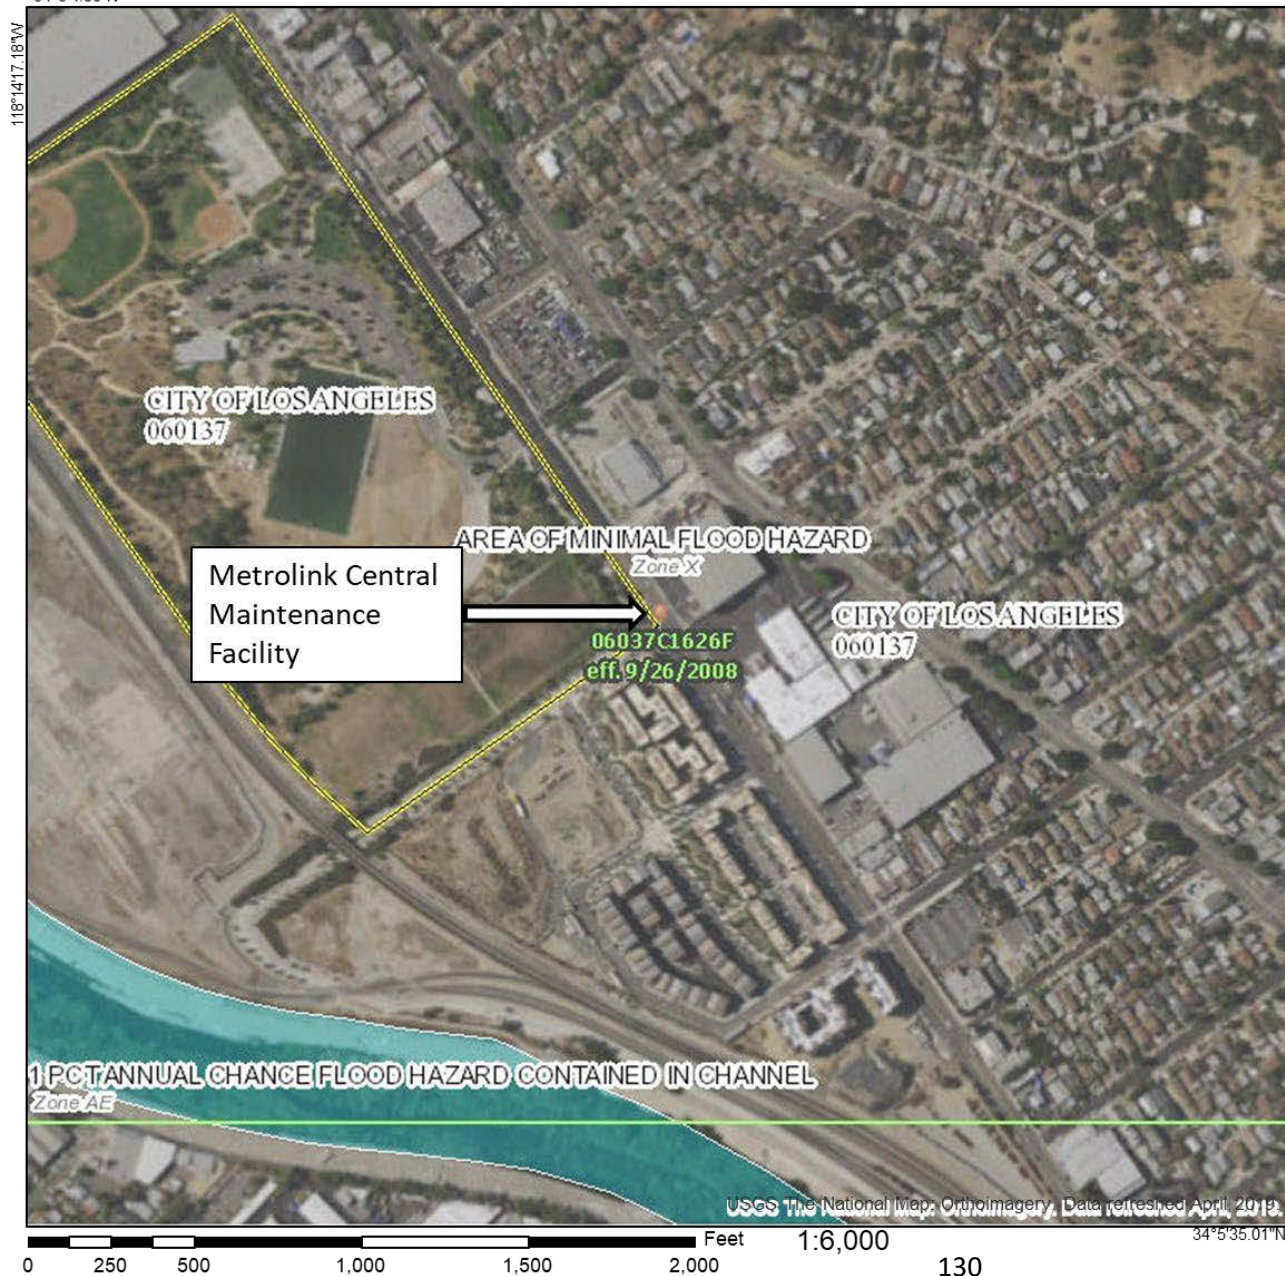 118°14'17.18"W
CITY OF LOS ANGELES
060137
AREA OF MINIMAL FLOOD HAZARD
Zone X
Metrolink Central
Maintenance
Facility
06037C1626F
eff. 9/26/2008
CITY OF LOS ANGELES
060137
1 PCT ANNUAL CHANCE FLOOD HAZARD CONTAINED IN CHANNEL
Zone AE
USGS The National Map: Orthoimagery. Data refreshed April, 2019.
34°5'35.01"N
Feet
1:6,000
0 250 500 1,000 1,500 2,000
130